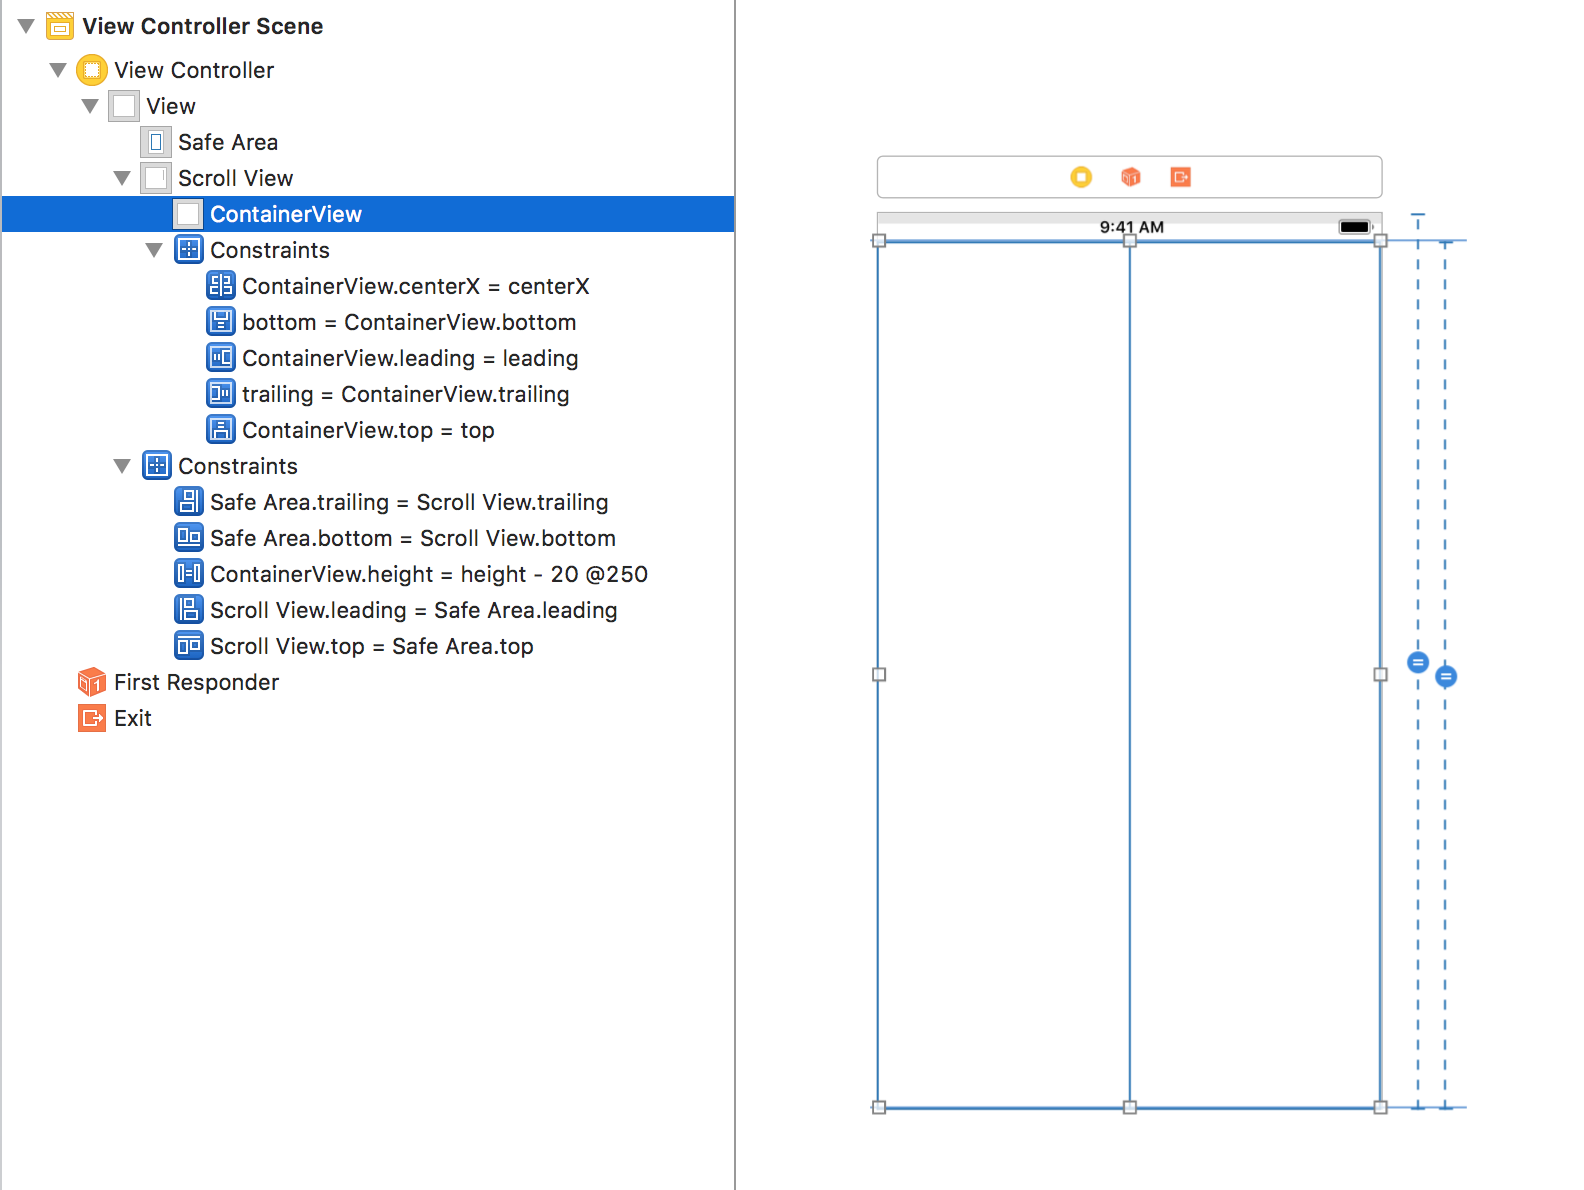 View Controller Scene
View Controller
View
Safe Area
Scroll View
ContainerView
Constraints
ContainerView.centerX = centerX
bottom = ContainerView.bottom
ContainerView.leading = leading
trailing = ContainerView.trailing
ContainerView.top = top
Constraints
Safe Area.trailing = Scroll View.trailing
Safe Area.bottom = Scroll View.bottom
ContainerView.height = height - 20 @250
Scroll View.leading = Safe Area.leading
Scroll View.top = Safe Area.top
First Responder
Exit
9:41 AM